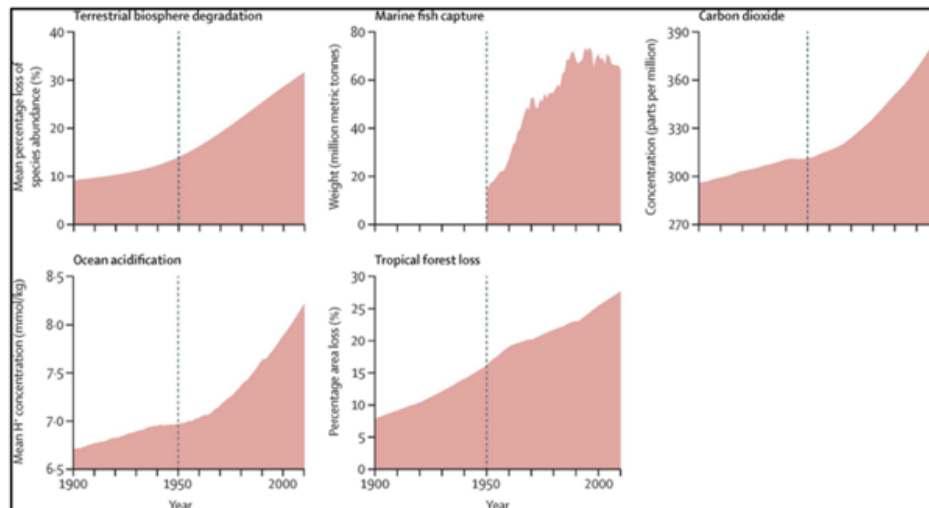 Terrestrial biosphere degradation
Mean percentage loss of
species abundance (%)
40
30
20
10
0
Marine fish capture
Weight (million metric tonnes)
80
60
40
20
0
Carbon dioxide
Concentration (parts per million)
390
360
330
300
270
Ocean acidification
Mean H⁺ concentration (mmol/kg)
8·5
8·0
7·5
7·0
6·5
1900
1950
2000
Year
Tropical forest loss
Percentage area loss (%)
30
25
20
15
10
5
0
1900
1950
2000
Year